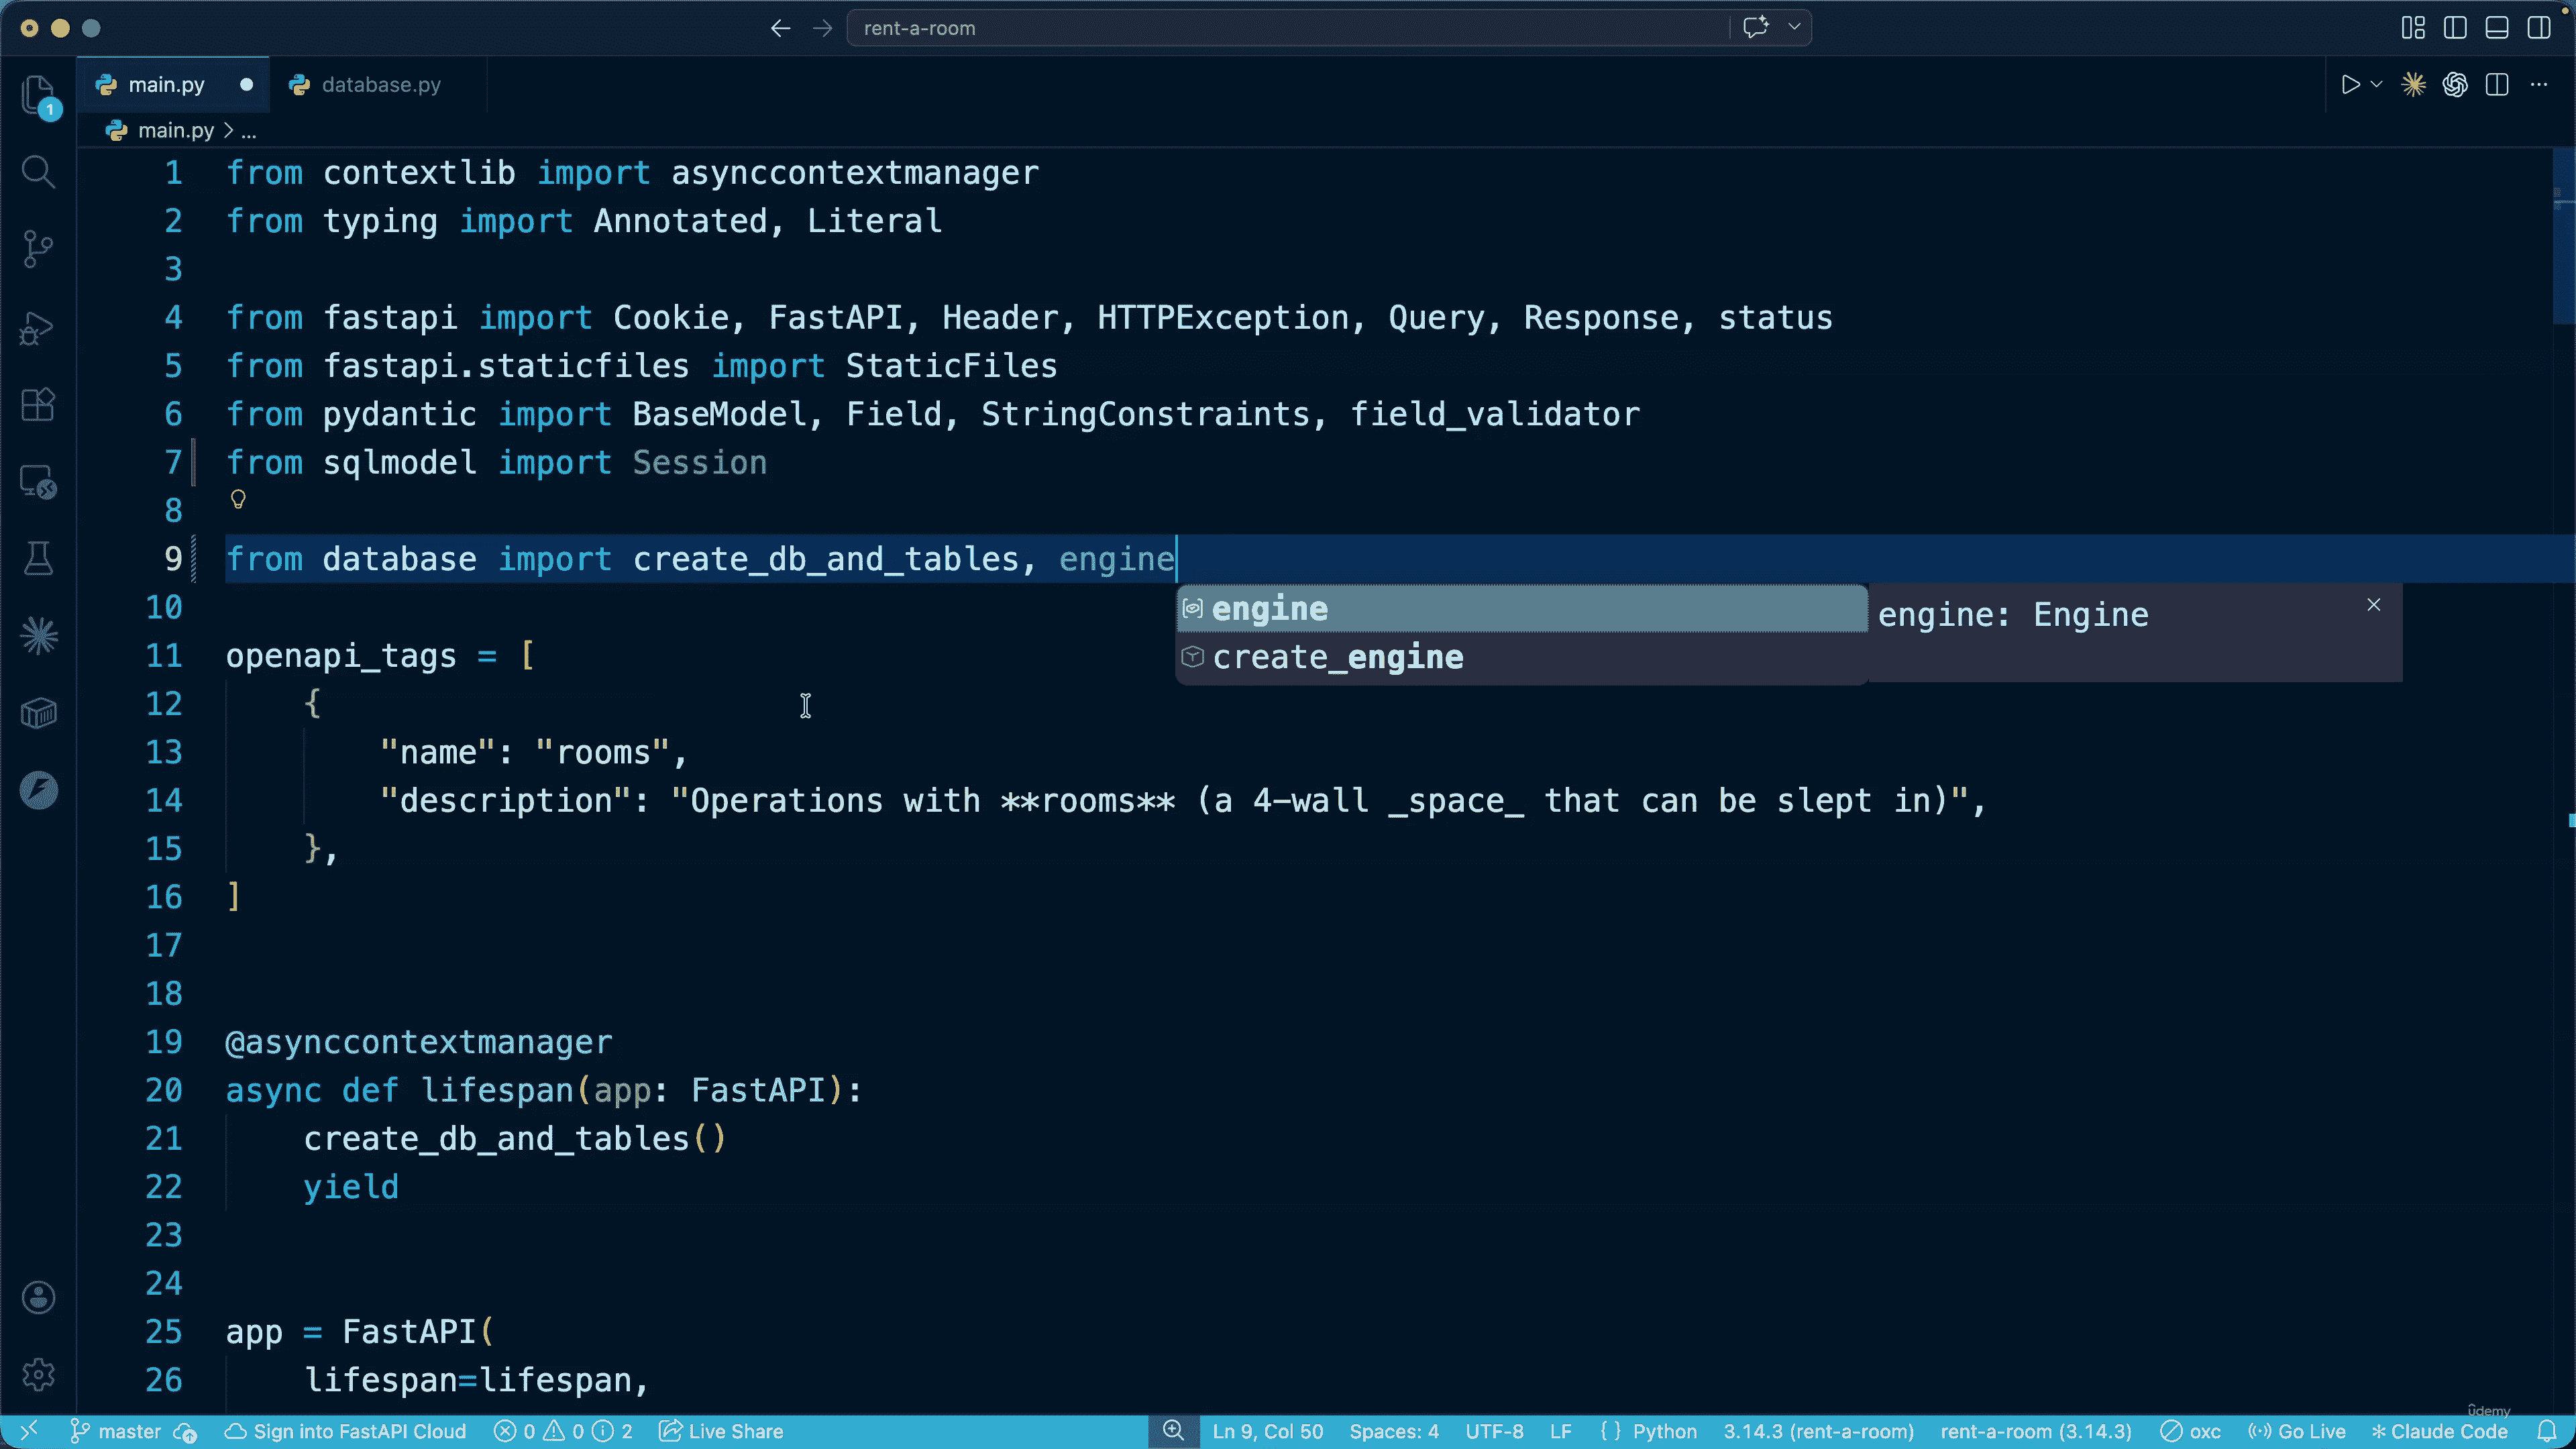 rent-a-room
main.py
database.py
1
main.py > ...
1 from contextlib import asynccontextmanager
2 from typing import Annotated, Literal
3
4 from fastapi import Cookie, FastAPI, Header, HTTPException, Query, Response, status
5 from fastapi.staticfiles import StaticFiles
6 from pydantic import BaseModel, Field, StringConstraints, field_validator
7 from sqlmodel import Session
8
9 from database import create_db_and_tables, engine
10
engine
engine: Engine
create_engine
11 openapi_tags = [
12 {
13 "name": "rooms",
14 "description": "Operations with **rooms** (a 4-wall _space_ that can be slept in)",
15 },
16 ]
17
18
19 @asynccontextmanager
20 async def lifespan(app: FastAPI):
21 create_db_and_tables()
22 yield
23
24
25 app = FastAPI(
26 lifespan=lifespan,
ûdemy
master Sign into FastAPI Cloud 0 0 2 Live Share Ln 9, Col 50 Spaces: 4 UTF-8 LF { } Python 3.14.3 (rent-a-room) rent-a-room (3.14.3) oxc Go Live Claude Code